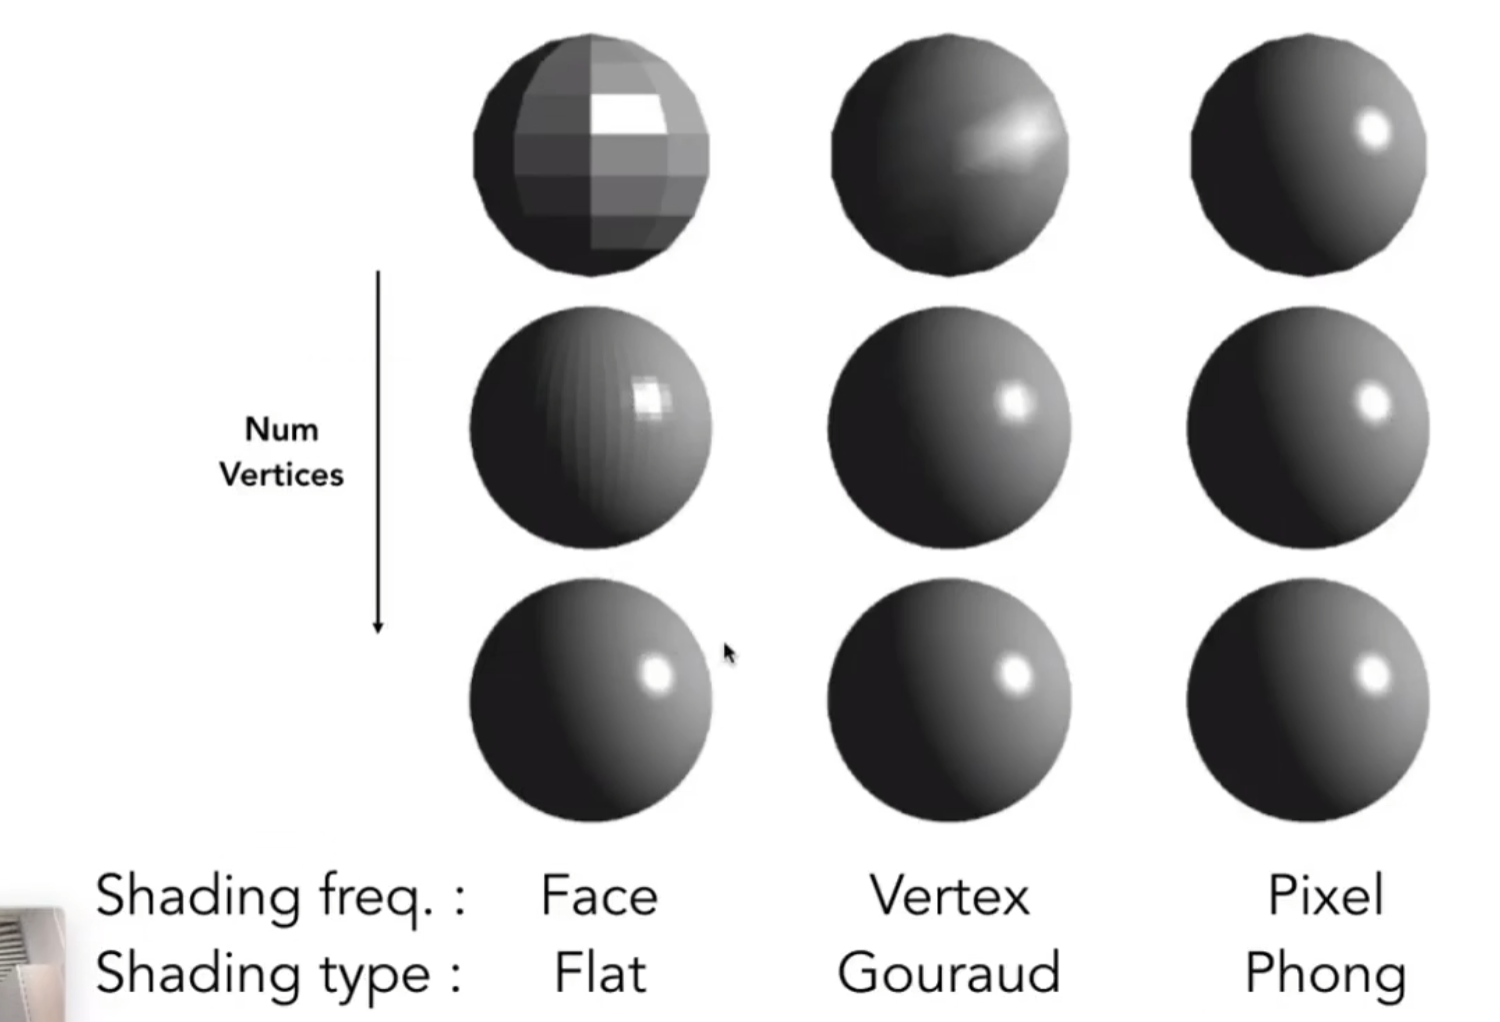 Num
Vertices
Shading freq. : Face Vertex Pixel
Shading type : Flat Gouraud Phong